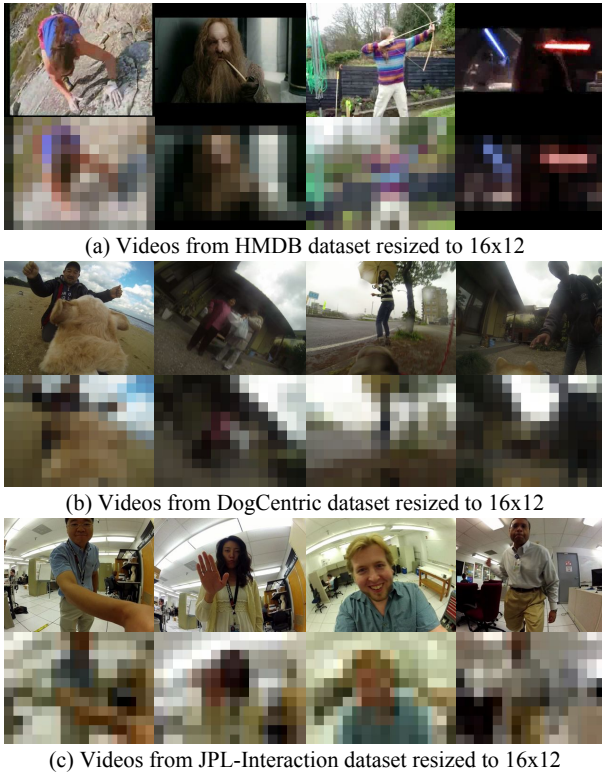 (a) Videos from HMDB dataset resized to 16x12
(b) Videos from DogCentric dataset resized to 16x12
(c) Videos from JPL-Interaction dataset resized to 16x12